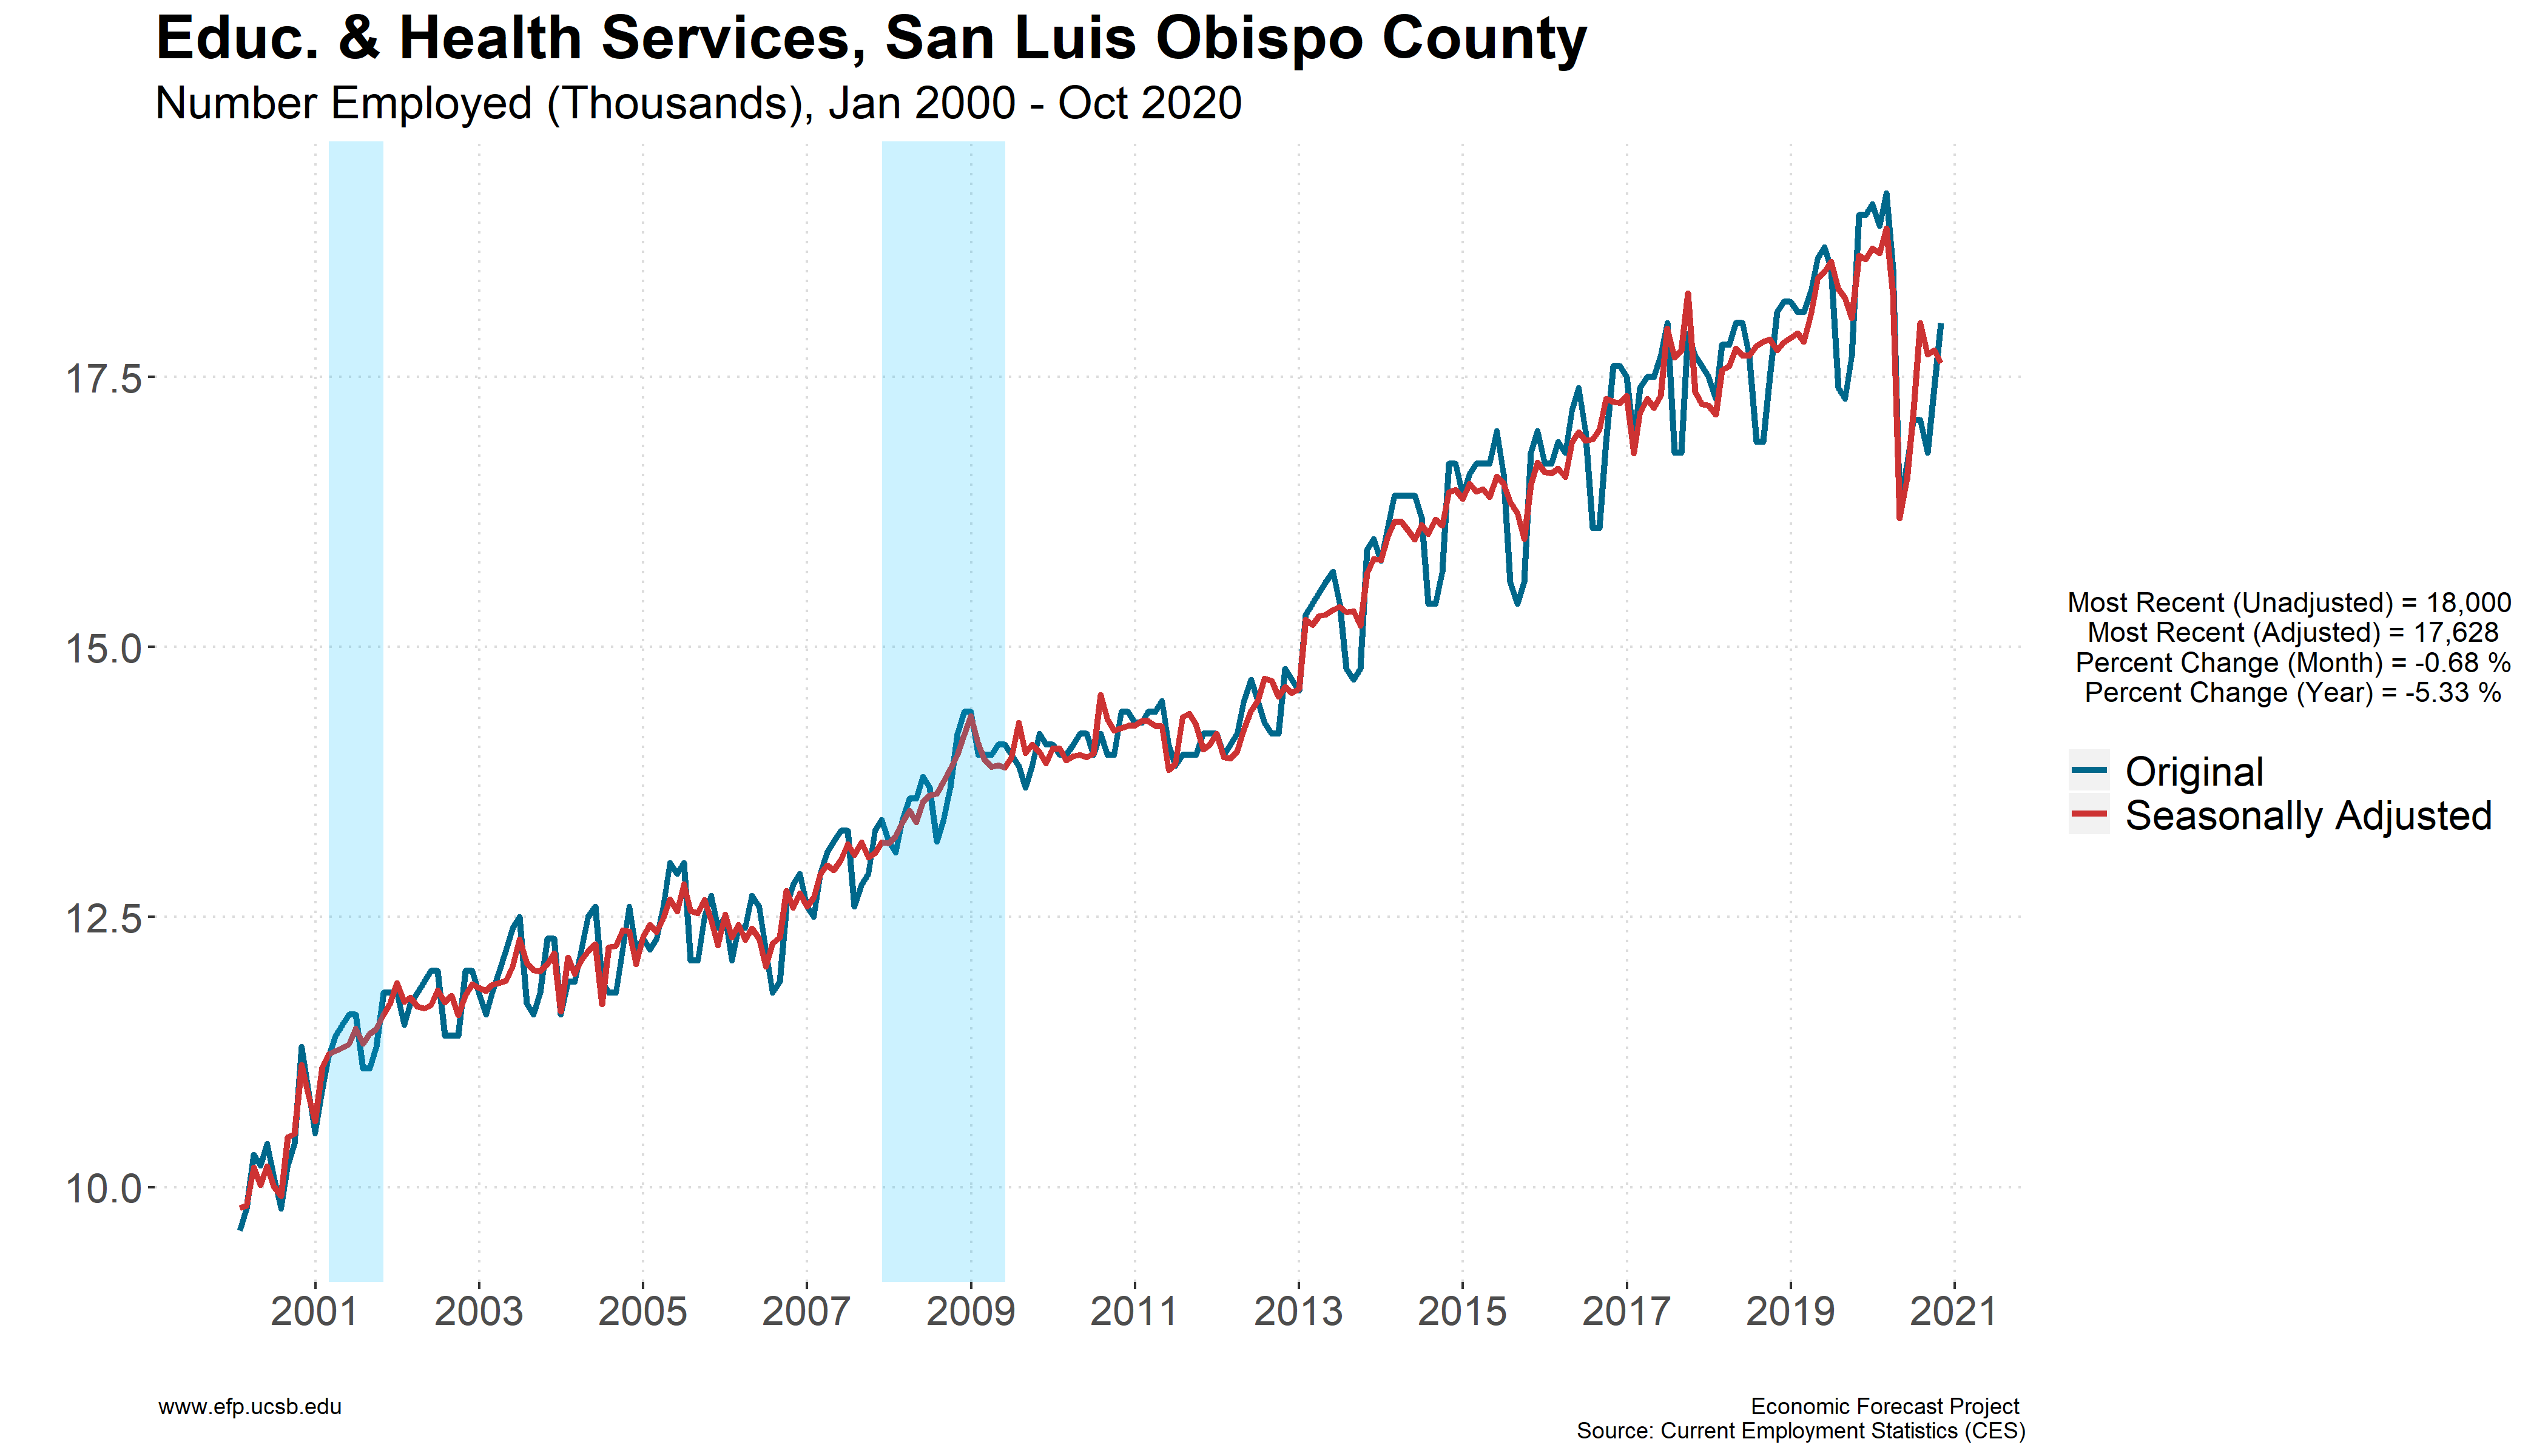 Educ. & Health Services, San Luis Obispo County
Number Employed (Thousands), Jan 2000 - Oct 2020
17.5
15.0
12.5
10.0
2001 2003 2005 2007 2009 2011 2013 2015 2017 2019 2021
Most Recent (Unadjusted) = 18,000
Most Recent (Adjusted) = 17,628
Percent Change (Month) = -0.68 %
Percent Change (Year) = -5.33 %
Original
Seasonally Adjusted
www.efp.ucsb.edu
Economic Forecast Project
Source: Current Employment Statistics (CES)